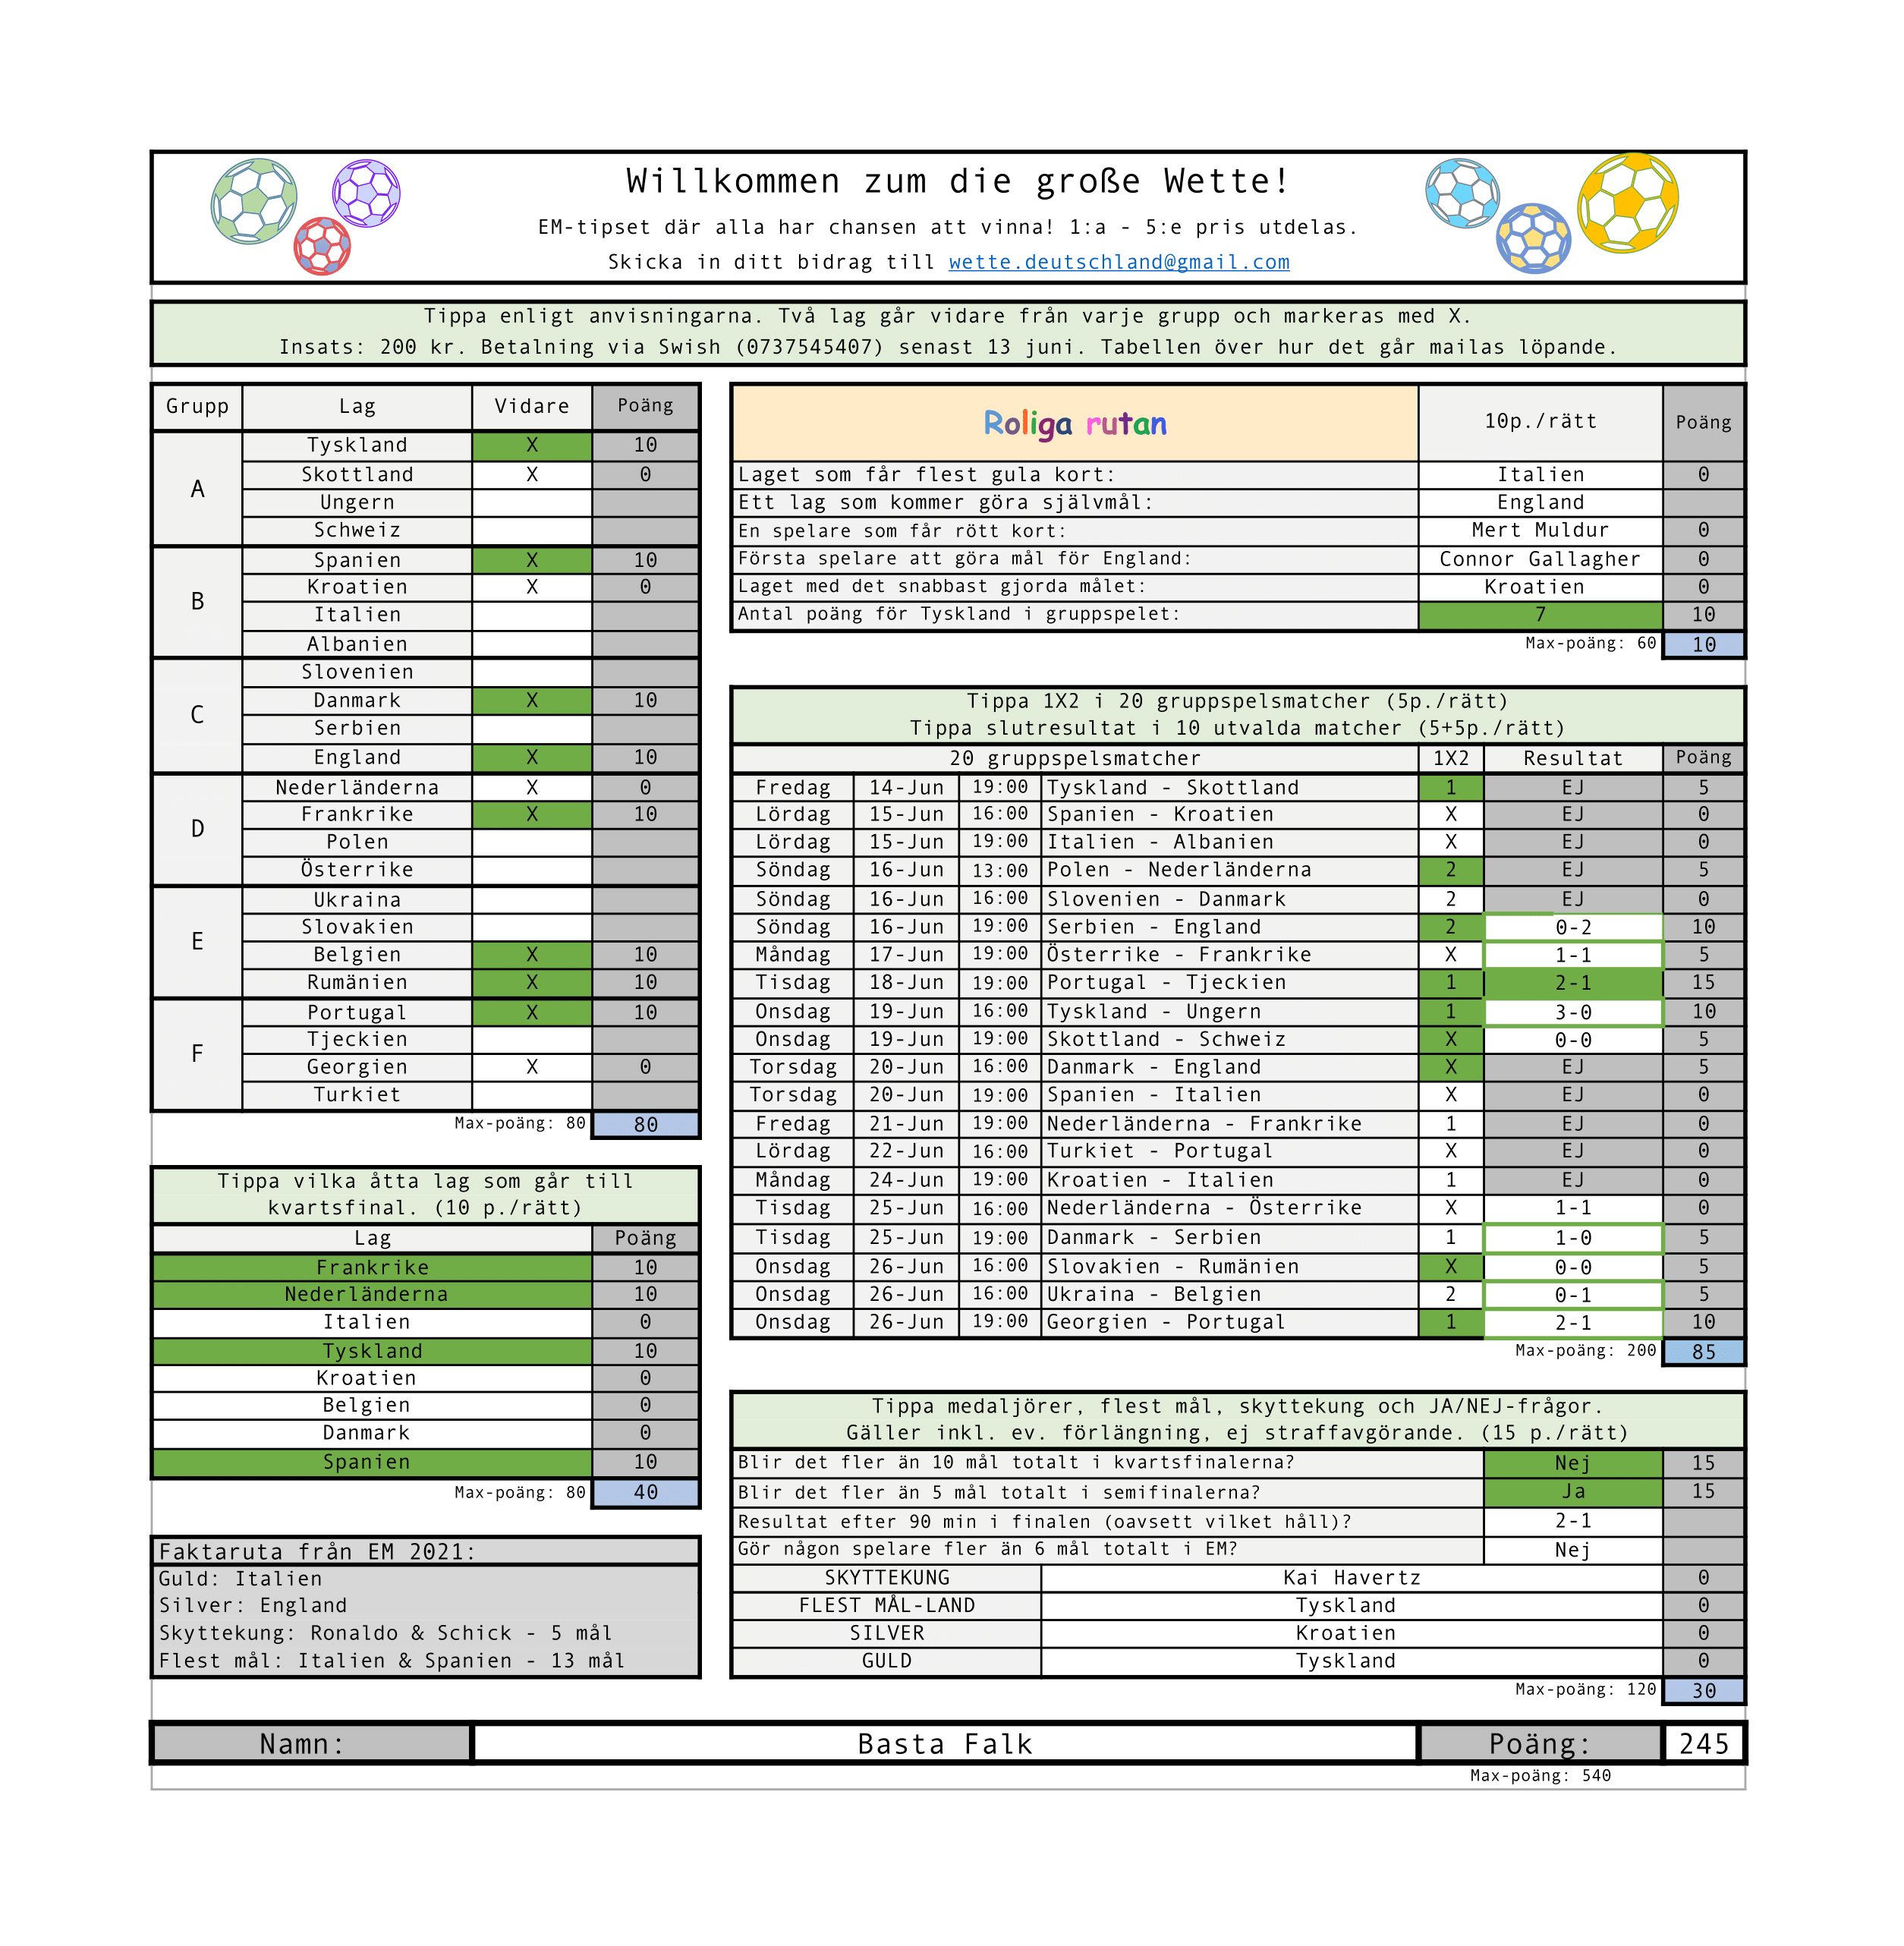 Willkommen zum die große Wette!
EM-tipset där alla har chansen att vinna! 1:a - 5:e pris utdelas.
Skicka in ditt bidrag till wette.deutschland@gmail.com
Tippa enligt anvisningarna. Två lag går vidare från varje grupp och markeras med X.
Insats: 200 kr. Betalning via Swish (0737545407) senast 13 juni. Tabellen över hur det går mailas löpande.
Grupp Lag Vidare Poäng
A
Tyskland X 10
Skottland X 0
Ungern
Schweiz
B
Spanien X 10
Kroatien X 0
Italien
Albanien
C
Slovenien
Danmark X 10
Serbien
England X 10
D
Nederländerna X 0
Frankrike X 10
Polen
Österrike
E
Ukraina
Slovakien
Belgien X 10
Rumänien X 10
F
Portugal X 10
Tjeckien
Georgien X 0
Turkiet
Max-poäng: 80 80
Tippa vilka åtta lag som går till
kvartsfinal. (10 p./rätt)
Lag Poäng
Frankrike 10
Nederländerna 10
Italien 0
Tyskland 10
Kroatien 0
Belgien 0
Danmark 0
Spanien 10
Max-poäng: 80 40
Faktaruta från EM 2021:
Guld: Italien
Silver: England
Skyttekung: Ronaldo & Schick - 5 mål
Flest mål: Italien & Spanien - 13 mål
Roliga rutan 10p./rätt Poäng
Laget som får flest gula kort: Italien 0
Ett lag som kommer göra självmål: England
En spelare som får rött kort: Mert Muldur 0
Första spelare att göra mål för England: Connor Gallagher 0
Laget med det snabbast gjorda målet: Kroatien 0
Antal poäng för Tyskland i gruppspelet: 7 10
Max-poäng: 60 10
Tippa 1X2 i 20 gruppspelsmatcher (5p./rätt)
Tippa slutresultat i 10 utvalda matcher (5+5p./rätt)
20 gruppspelsmatcher 1X2 Resultat Poäng
Fredag 14-Jun 19:00 Tyskland - Skottland 1 EJ 5
Lördag 15-Jun 16:00 Spanien - Kroatien X EJ 0
Lördag 15-Jun 19:00 Italien - Albanien X EJ 0
Söndag 16-Jun 13:00 Polen - Nederländerna 2 EJ 5
Söndag 16-Jun 16:00 Slovenien - Danmark 2 EJ 0
Söndag 16-Jun 19:00 Serbien - England 2 0-2 10
Måndag 17-Jun 19:00 Österrike - Frankrike X 1-1 5
Tisdag 18-Jun 19:00 Portugal - Tjeckien 1 2-1 15
Onsdag 19-Jun 16:00 Tyskland - Ungern 1 3-0 10
Onsdag 19-Jun 19:00 Skottland - Schweiz X 0-0 5
Torsdag 20-Jun 16:00 Danmark - England X EJ 5
Torsdag 20-Jun 19:00 Spanien - Italien X EJ 0
Fredag 21-Jun 19:00 Nederländerna - Frankrike 1 EJ 0
Lördag 22-Jun 16:00 Turkiet - Portugal X EJ 0
Måndag 24-Jun 19:00 Kroatien - Italien 1 EJ 0
Tisdag 25-Jun 16:00 Nederländerna - Österrike X 1-1 0
Tisdag 25-Jun 19:00 Danmark - Serbien 1 1-0 5
Onsdag 26-Jun 16:00 Slovakien - Rumänien X 0-0 5
Onsdag 26-Jun 16:00 Ukraina - Belgien 2 0-1 5
Onsdag 26-Jun 19:00 Georgien - Portugal 1 2-1 10
Max-poäng: 200 85
Tippa medaljörer, flest mål, skyttekung och JA/NEJ-frågor.
Gäller inkl. ev. förlängning, ej straffavgörande. (15 p./rätt)
Blir det fler än 10 mål totalt i kvartsfinalerna? Nej 15
Blir det fler än 5 mål totalt i semifinalerna? Ja 15
Resultat efter 90 min i finalen (oavsett vilket håll)? 2-1
Gör någon spelare fler än 6 mål totalt i EM? Nej
SKYTTEKUNG Kai Havertz 0
FLEST MÅL-LAND Tyskland 0
SILVER Kroatien 0
GULD Tyskland 0
Max-poäng: 120 30
Namn: Basta Falk Poäng: 245
Max-poäng: 540